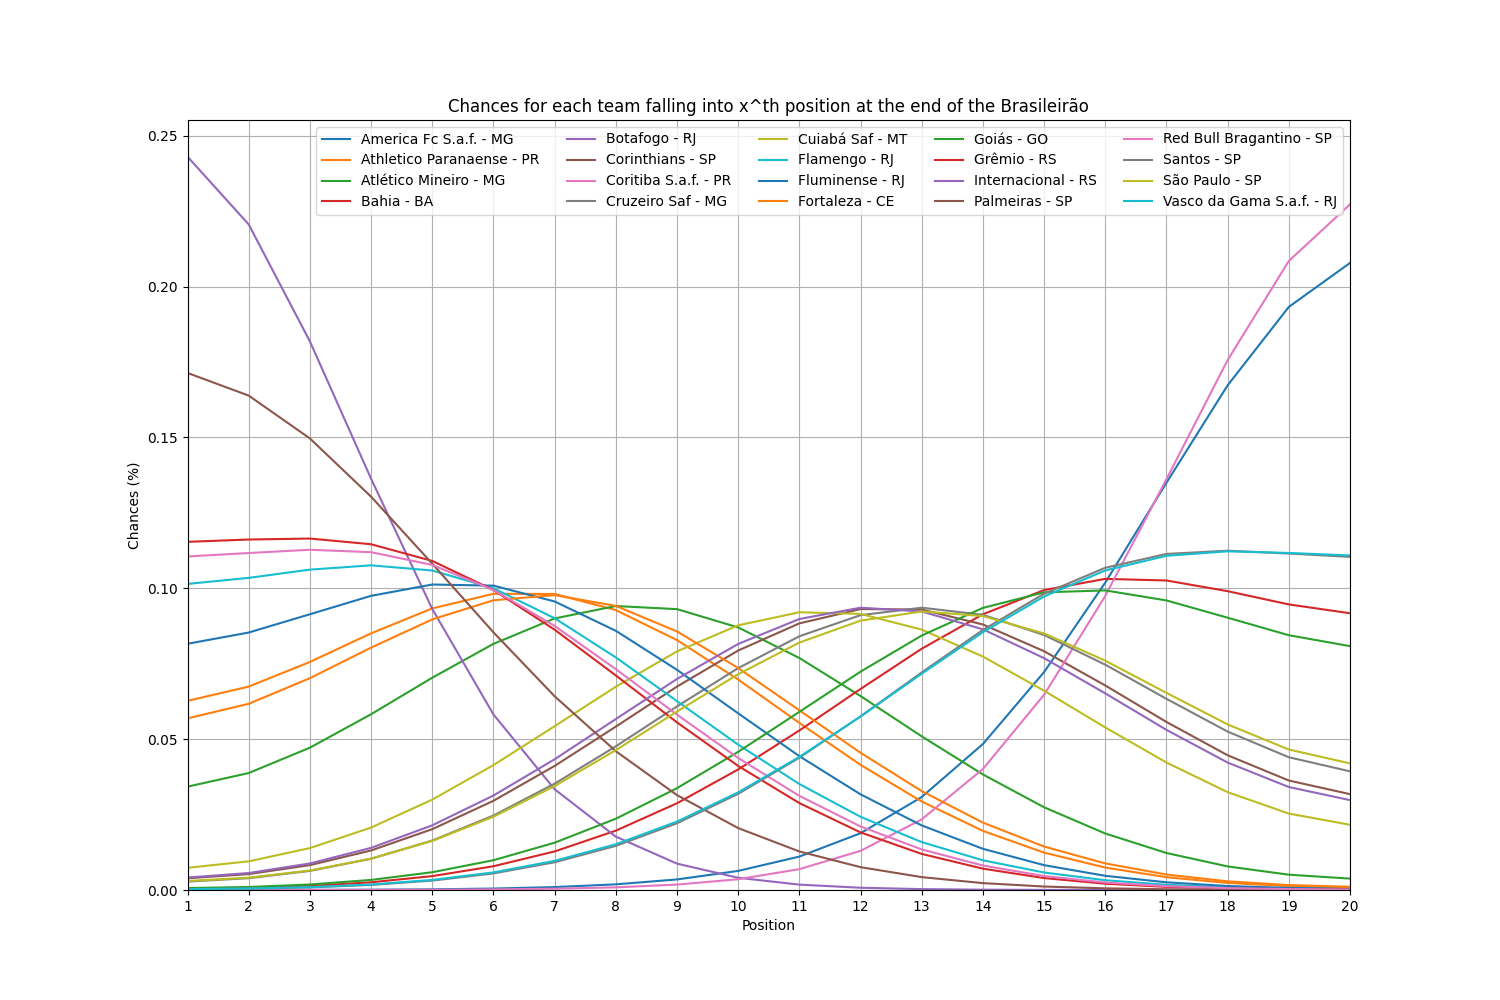 Chances for each team falling into x^th position at the end of the Brasileirão
America Fc S.a.f. - MG
Athletico Paranaense - PR
Atlético Mineiro - MG
Bahia - BA
Botafogo - RJ
Corinthians - SP
Coritiba S.a.f. - PR
Cruzeiro Saf - MG
Cuiabá Saf - MT
Flamengo - RJ
Fluminense - RJ
Fortaleza - CE
Goiás - GO
Grêmio - RS
Internacional - RS
Palmeiras - SP
Red Bull Bragantino - SP
Santos - SP
São Paulo - SP
Vasco da Gama S.a.f. - RJ
Chances (%)
0.25
0.20
0.15
0.10
0.05
0.00
1 2 3 4 5 6 7 8 9 10 11 12 13 14 15 16 17 18 19 20
Position